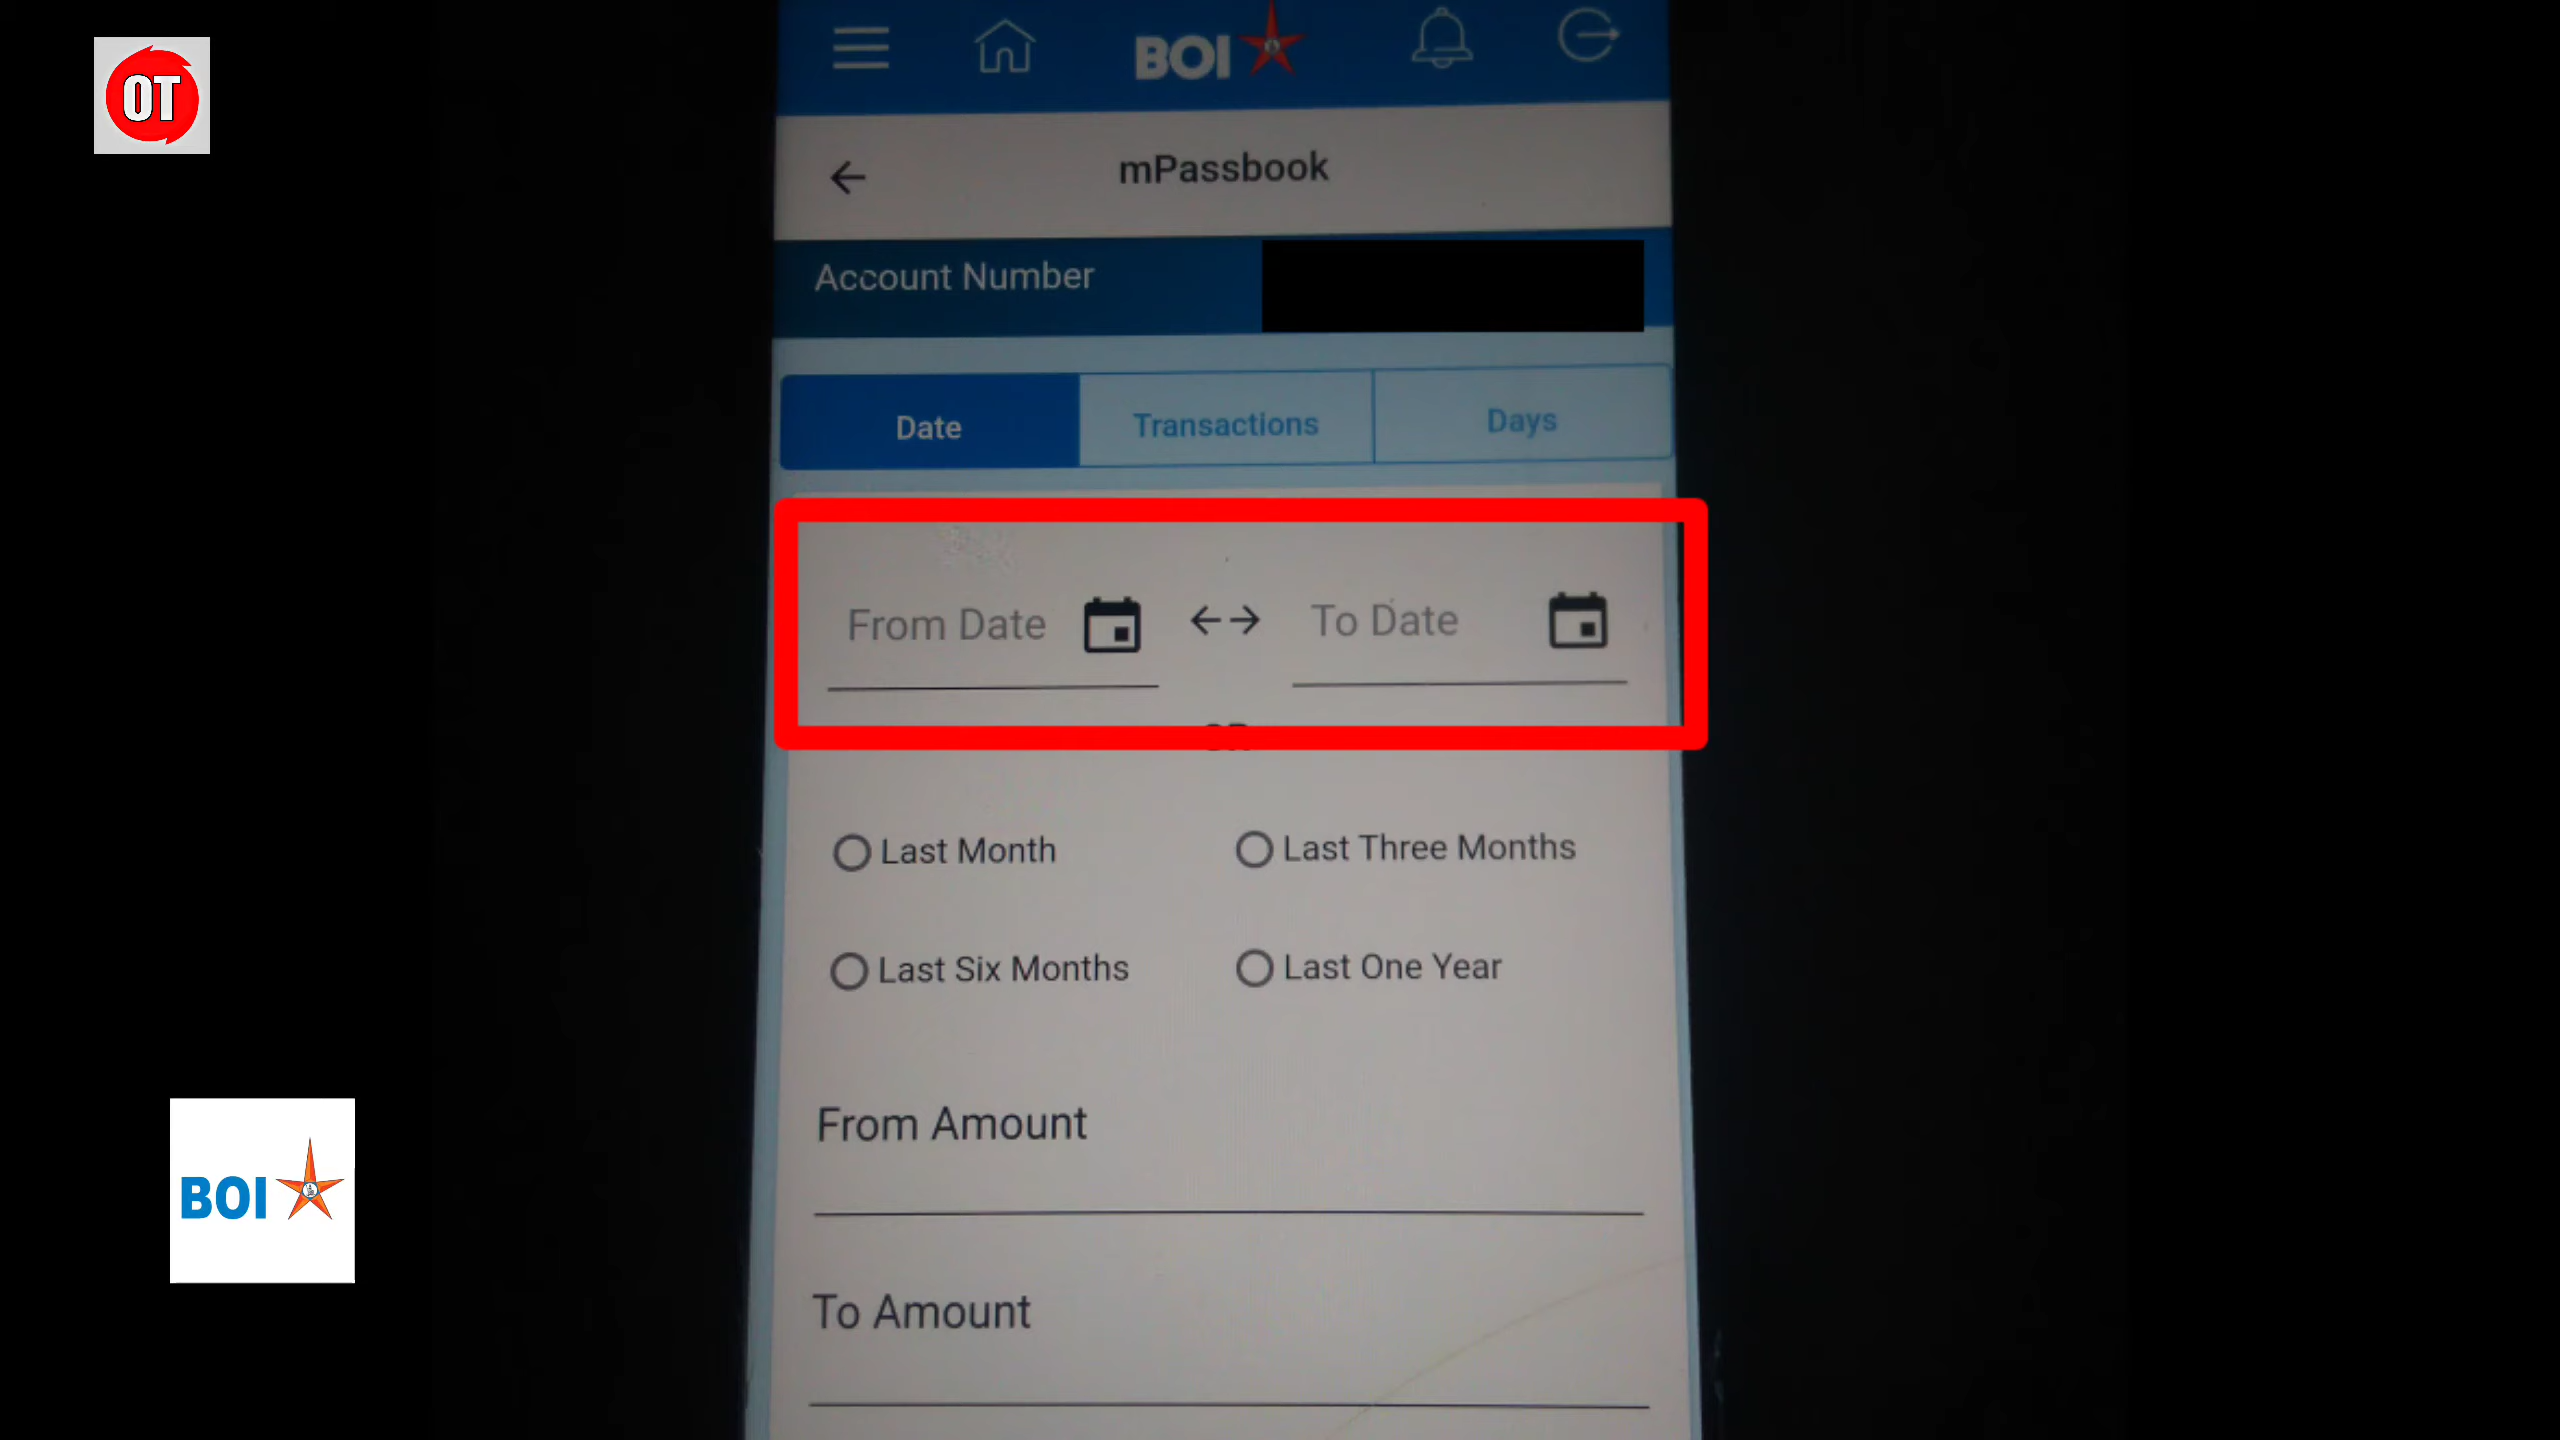 OT
BOI
mPassbook
Account Number
Date Transactions Days
From Date To Date
OR
Last Month Last Three Months
Last Six Months Last One Year
From Amount
To Amount
BOI